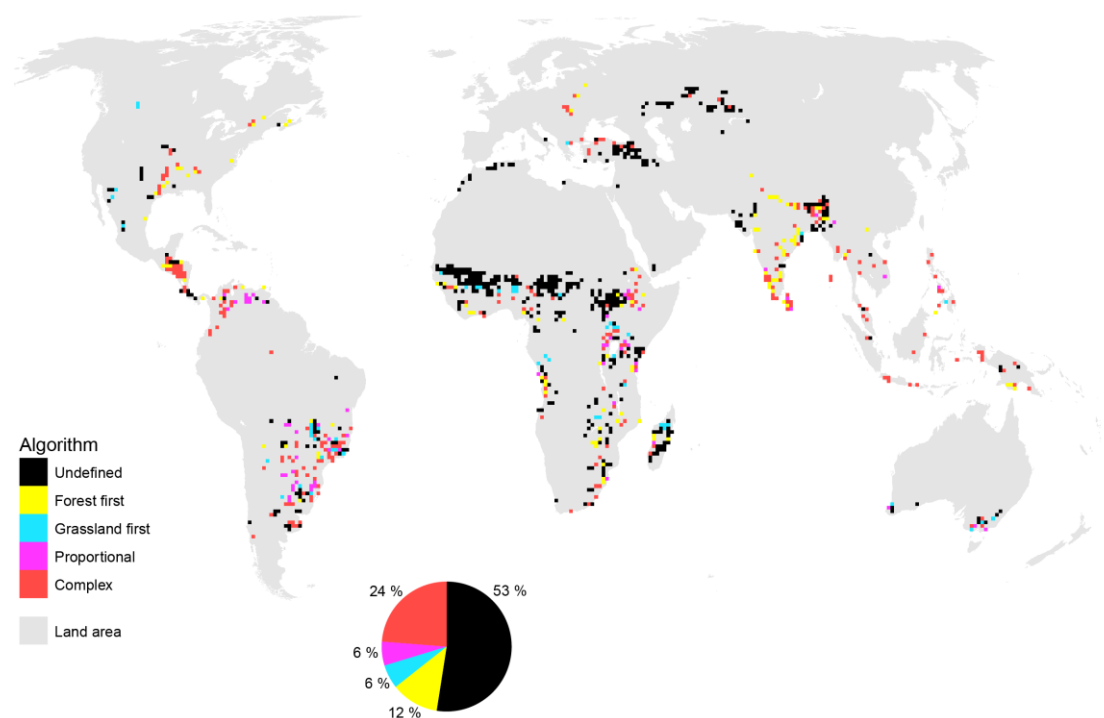 Algorithm
Undefined
Forest first
Grassland first
Proportional
Complex
Land area
24 %
53 %
6 %
6 %
12 %